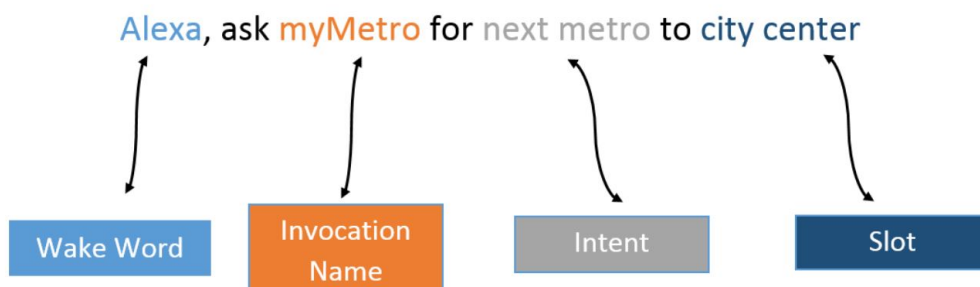 Alexa, ask myMetro for next metro to city center
Wake Word
Invocation
Name
Intent
Slot